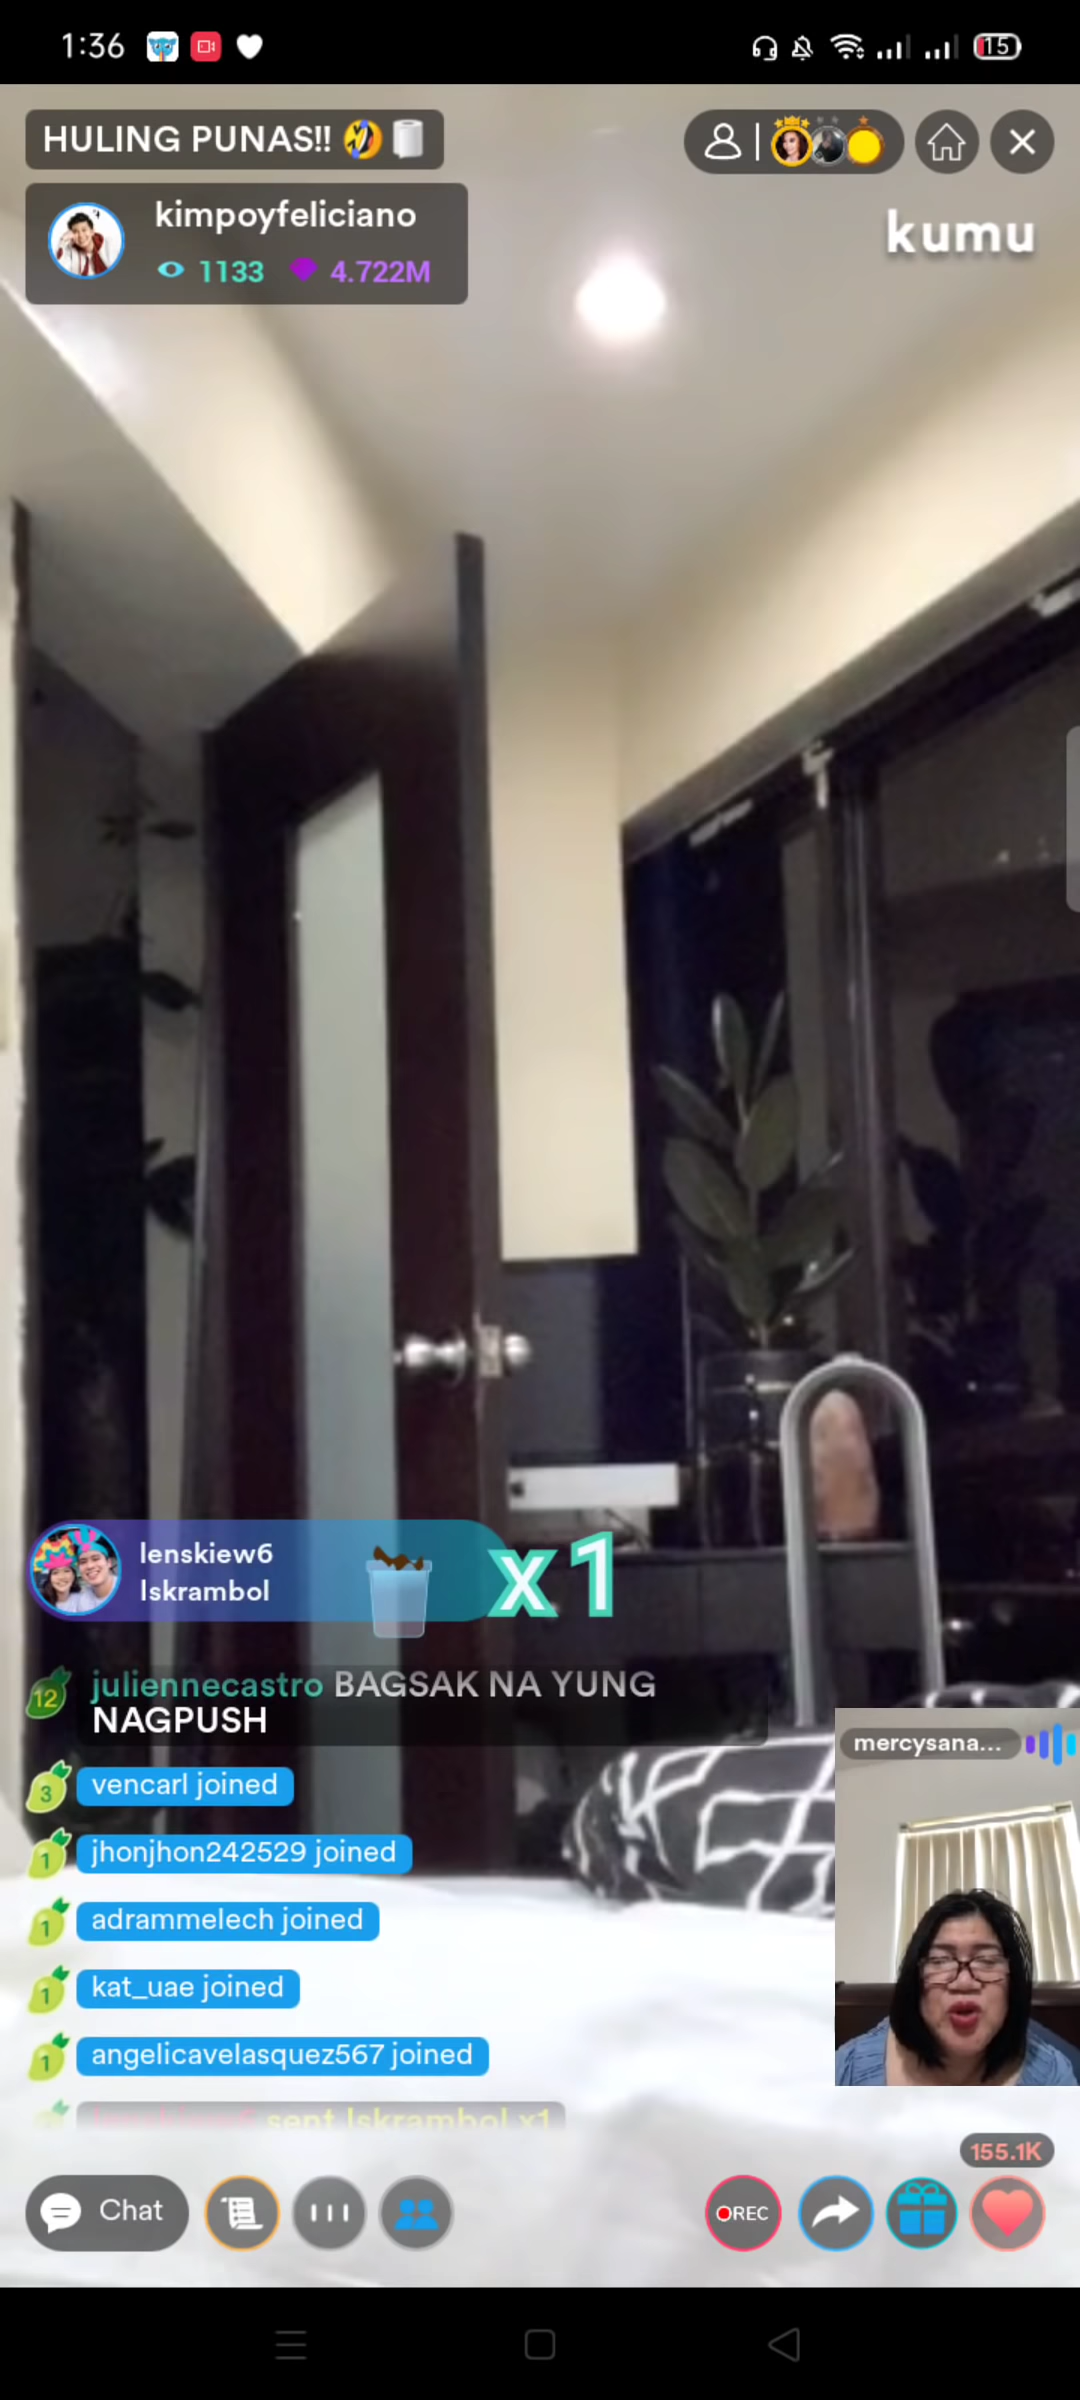 1:36
15
HULING PUNAS!!
kimpoyfeliciano
1133 4.722M
kumu
lenskiew6
Iskrambol
x1
12 juliennecastro BAGSAK NA YUNG
NAGPUSH
mercysana...
3 vencarl joined
1 jhonjhon242529 joined
1 adrammelech joined
1 kat_uae joined
1 angelicavelasquez567 joined
sent Iskrambol x1
155.1K
Chat
REC